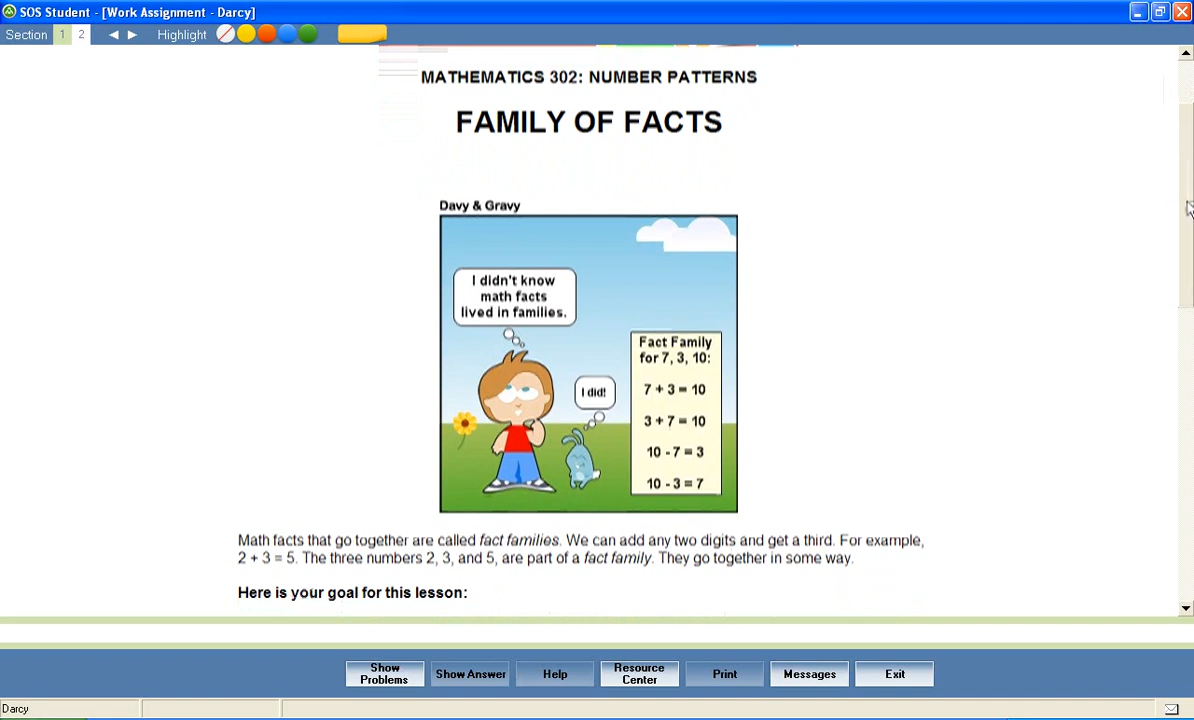 SOS Student - [Work Assignment - Darcy]
Section 1 2 Highlight
MATHEMATICS 302: NUMBER PATTERNS
FAMILY OF FACTS
Davy & Gravy
I didn't know
math facts
lived in families.
I did!
Fact Family
for 7, 3, 10:
7 + 3 = 10
3 + 7 = 10
10 - 7 = 3
10 - 3 = 7
Math facts that go together are called fact families. We can add any two digits and get a third. For example,
2 + 3 = 5. The three numbers 2, 3, and 5, are part of a fact family. They go together in some way.
Here is your goal for this lesson:
Show
Problems
Show Answer
Help
Resource
Center
Print
Messages
Exit
Darcy